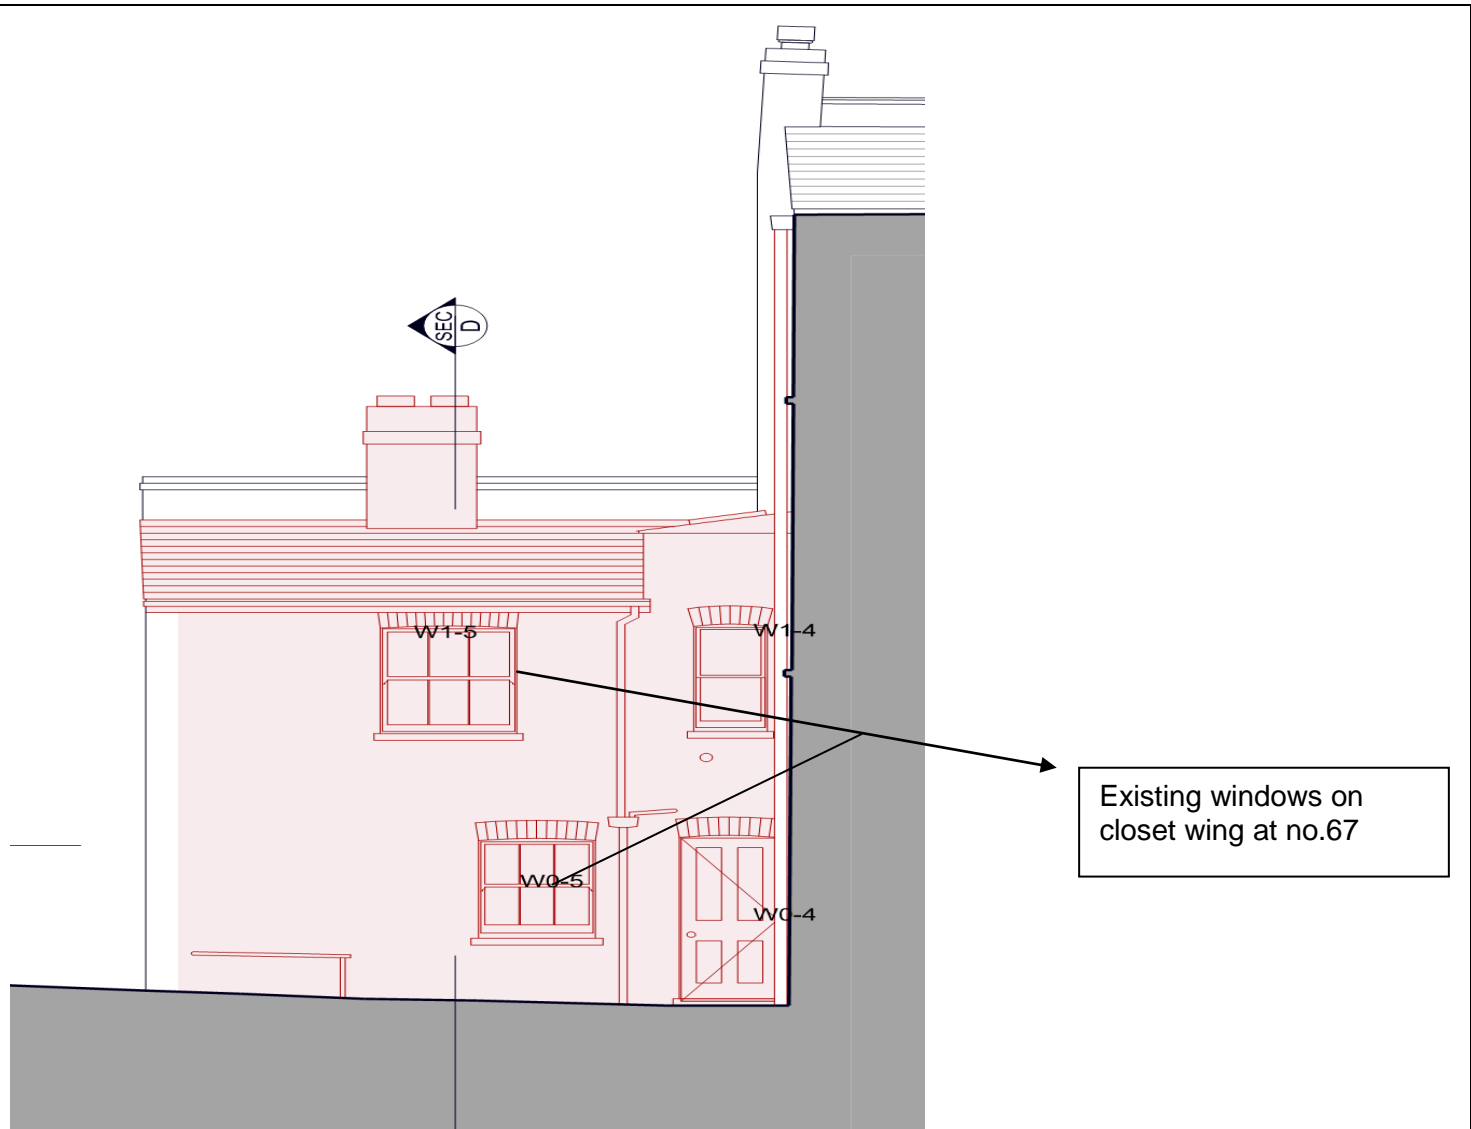 SEC
D
W1-5
W1-4
W0-5
W0-4
Existing windows on
closet wing at no.67